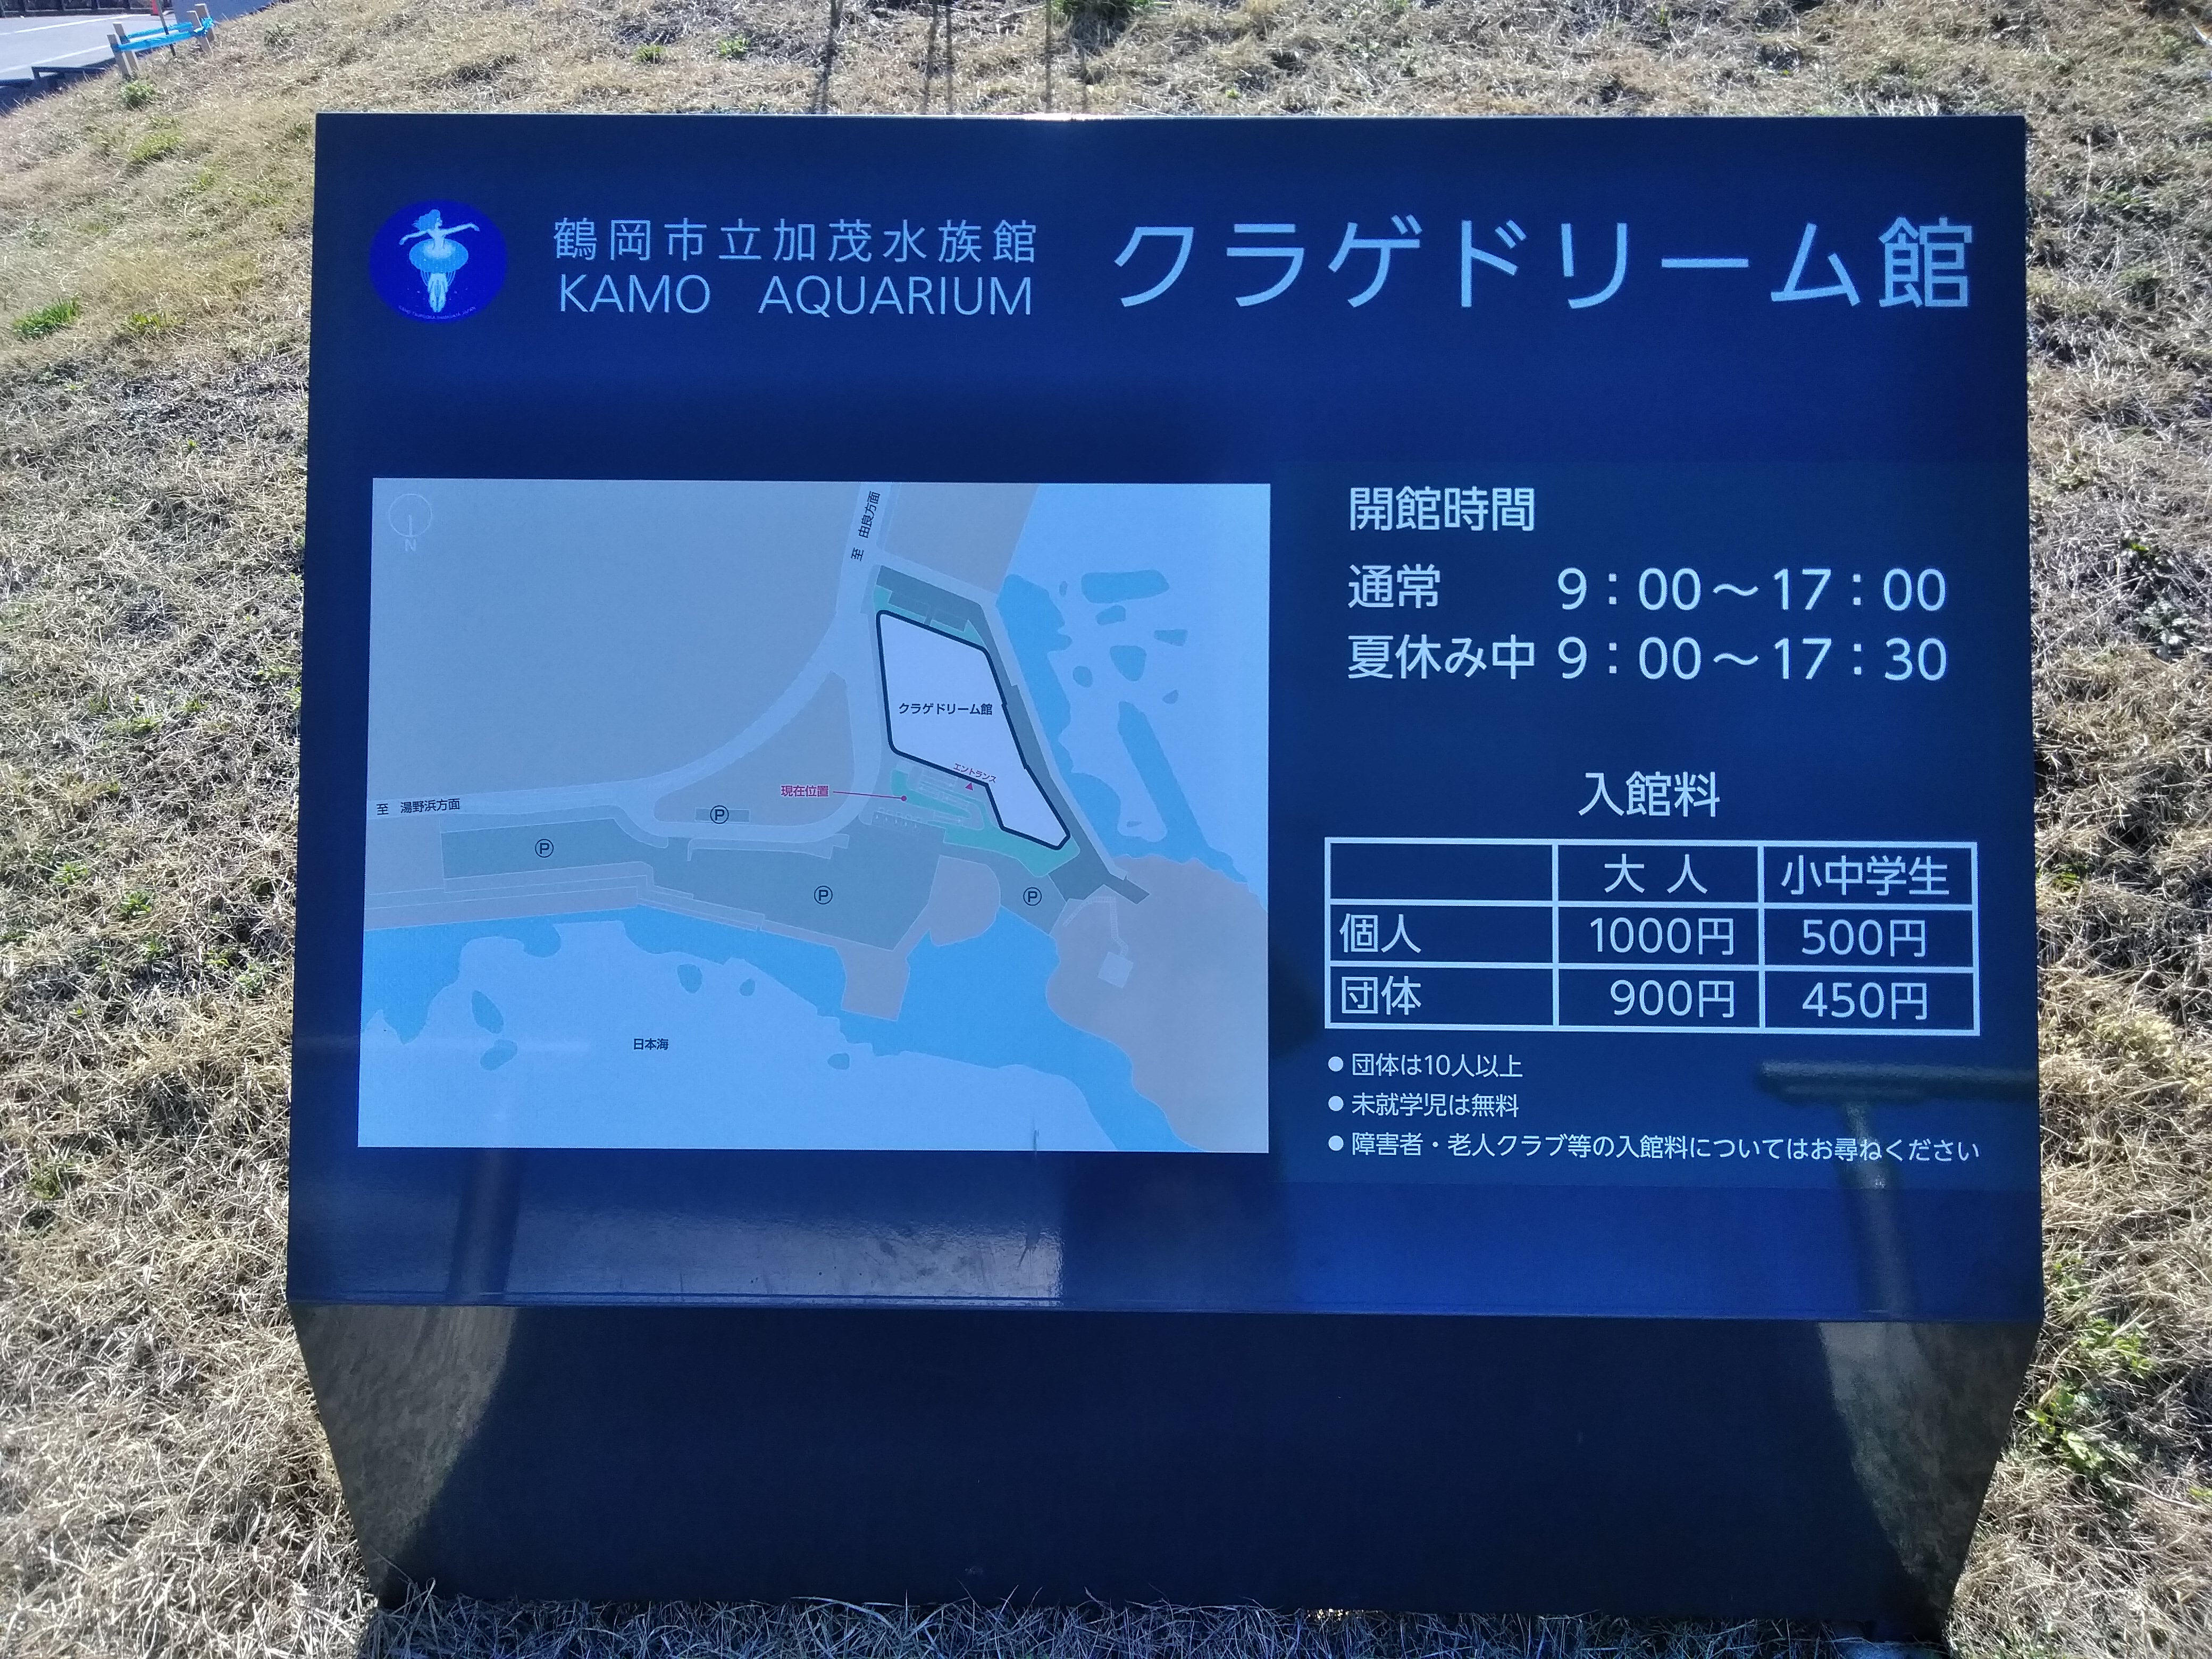 鶴岡市立加茂水族館
KAMO AQUARIUM
クラゲドリーム館
N
至 由良方面
クラゲドリーム館
エントランス
現在位置
至 湯野浜方面
P
P
P
P
日本海
開館時間
通常 9：00～17：00
夏休み中 9：00～17：30
入館料
大人 小中学生
個人 1000円 500円
団体 900円 450円
● 団体は10人以上
● 未就学児は無料
● 障害者・老人クラブ等の入館料についてはお尋ねください